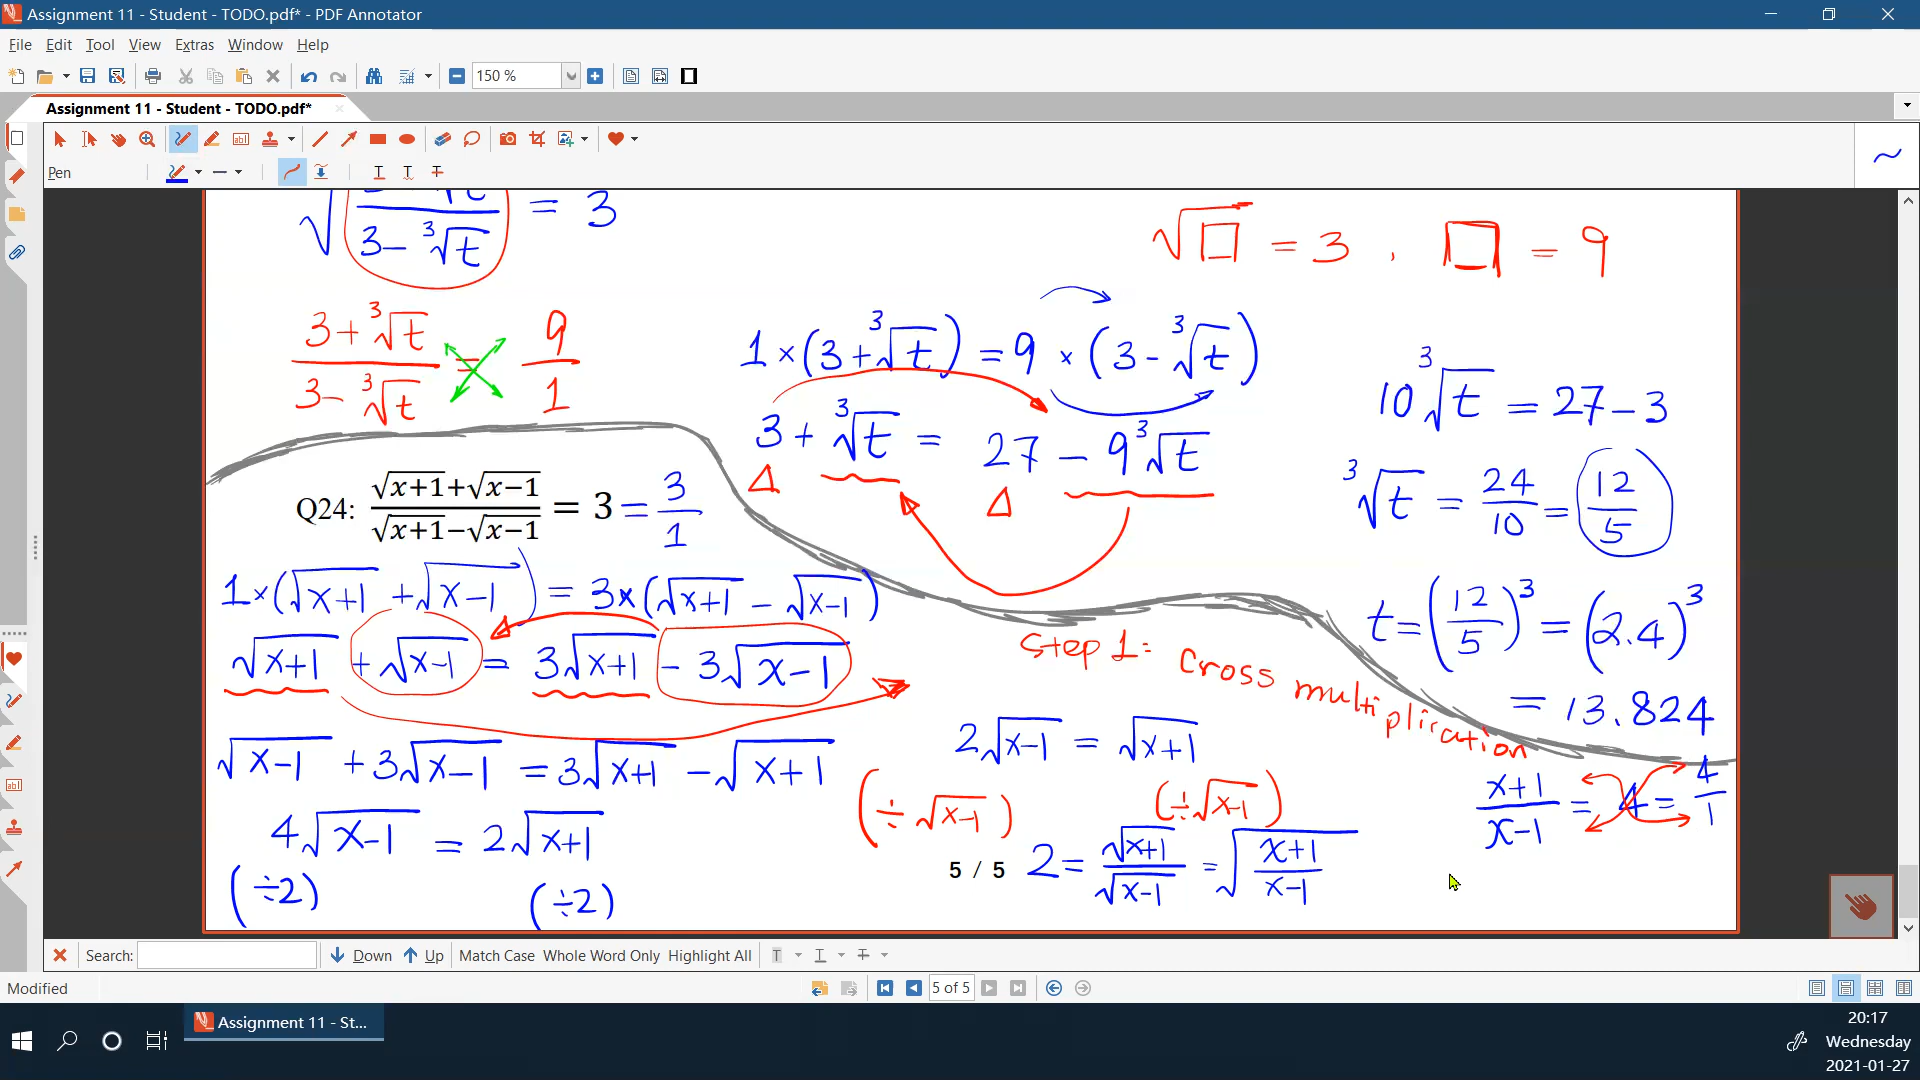 Assignment 11 - Student - TODO.pdf* - PDF Annotator
File Edit Tool View Extras Window Help
150 %
Assignment 11 - Student - TODO.pdf*
Pen
3-∛t = 3
√□ = 3 , □ = 9
3+∛t / 3-∛t = 9/1
1×(3+∛t) = 9×(3-∛t)
3+∛t = 27-9∛t
10∛t = 27-3
∛t = 24/10 = 12/5
t = (12/5)³ = (2.4)³
= 13.824
Q24: √x+1+√x−1 / √x+1−√x−1 = 3 = 3/1
1×(√x+1 + √x-1) = 3×(√x+1 - √x-1)
√x+1 + √x-1 = 3√x+1 - 3√x-1
Step 1: Cross multiplication
√x-1 + 3√x-1 = 3√x+1 - √x+1
4√x-1 = 2√x+1
(÷2) (÷2)
2√x-1 = √x+1
(÷√x-1) (÷√x-1)
2 = √x+1/√x-1 = √(x+1/x-1)
x+1/x-1 = 4 = 4/1
5 / 5
Search: Down Up Match Case Whole Word Only Highlight All
Modified
5 of 5
Assignment 11 - St...
20:17
Wednesday
2021-01-27